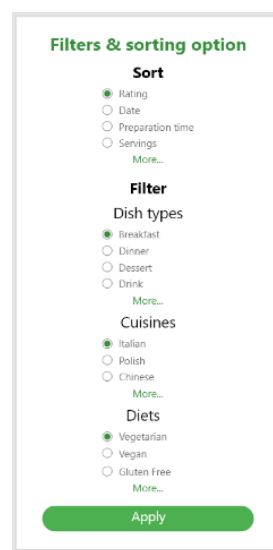 Filters & sorting option
Sort
Rating
Date
Preparation time
Servings
More...
Filter
Dish types
Breakfast
Dinner
Dessert
Drink
More...
Cuisines
Italian
Polish
Chinese
More...
Diets
Vegetarian
Vegan
Gluten Free
More...
Apply